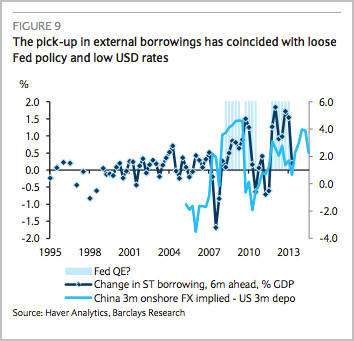 FIGURE 9
The pick-up in external borrowings has coincided with loose
Fed policy and low USD rates
%
2.0
1.5
1.0
0.5
0.0
-0.5
-1.0
-1.5
-2.0
6.0
4.0
2.0
0.0
-2.0
-4.0
1995 1998 2001 2004 2007 2010 2013
Fed QE?
Change in ST borrowing, 6m ahead, % GDP
China 3m onshore FX implied - US 3m depo
Source: Haver Analytics, Barclays Research